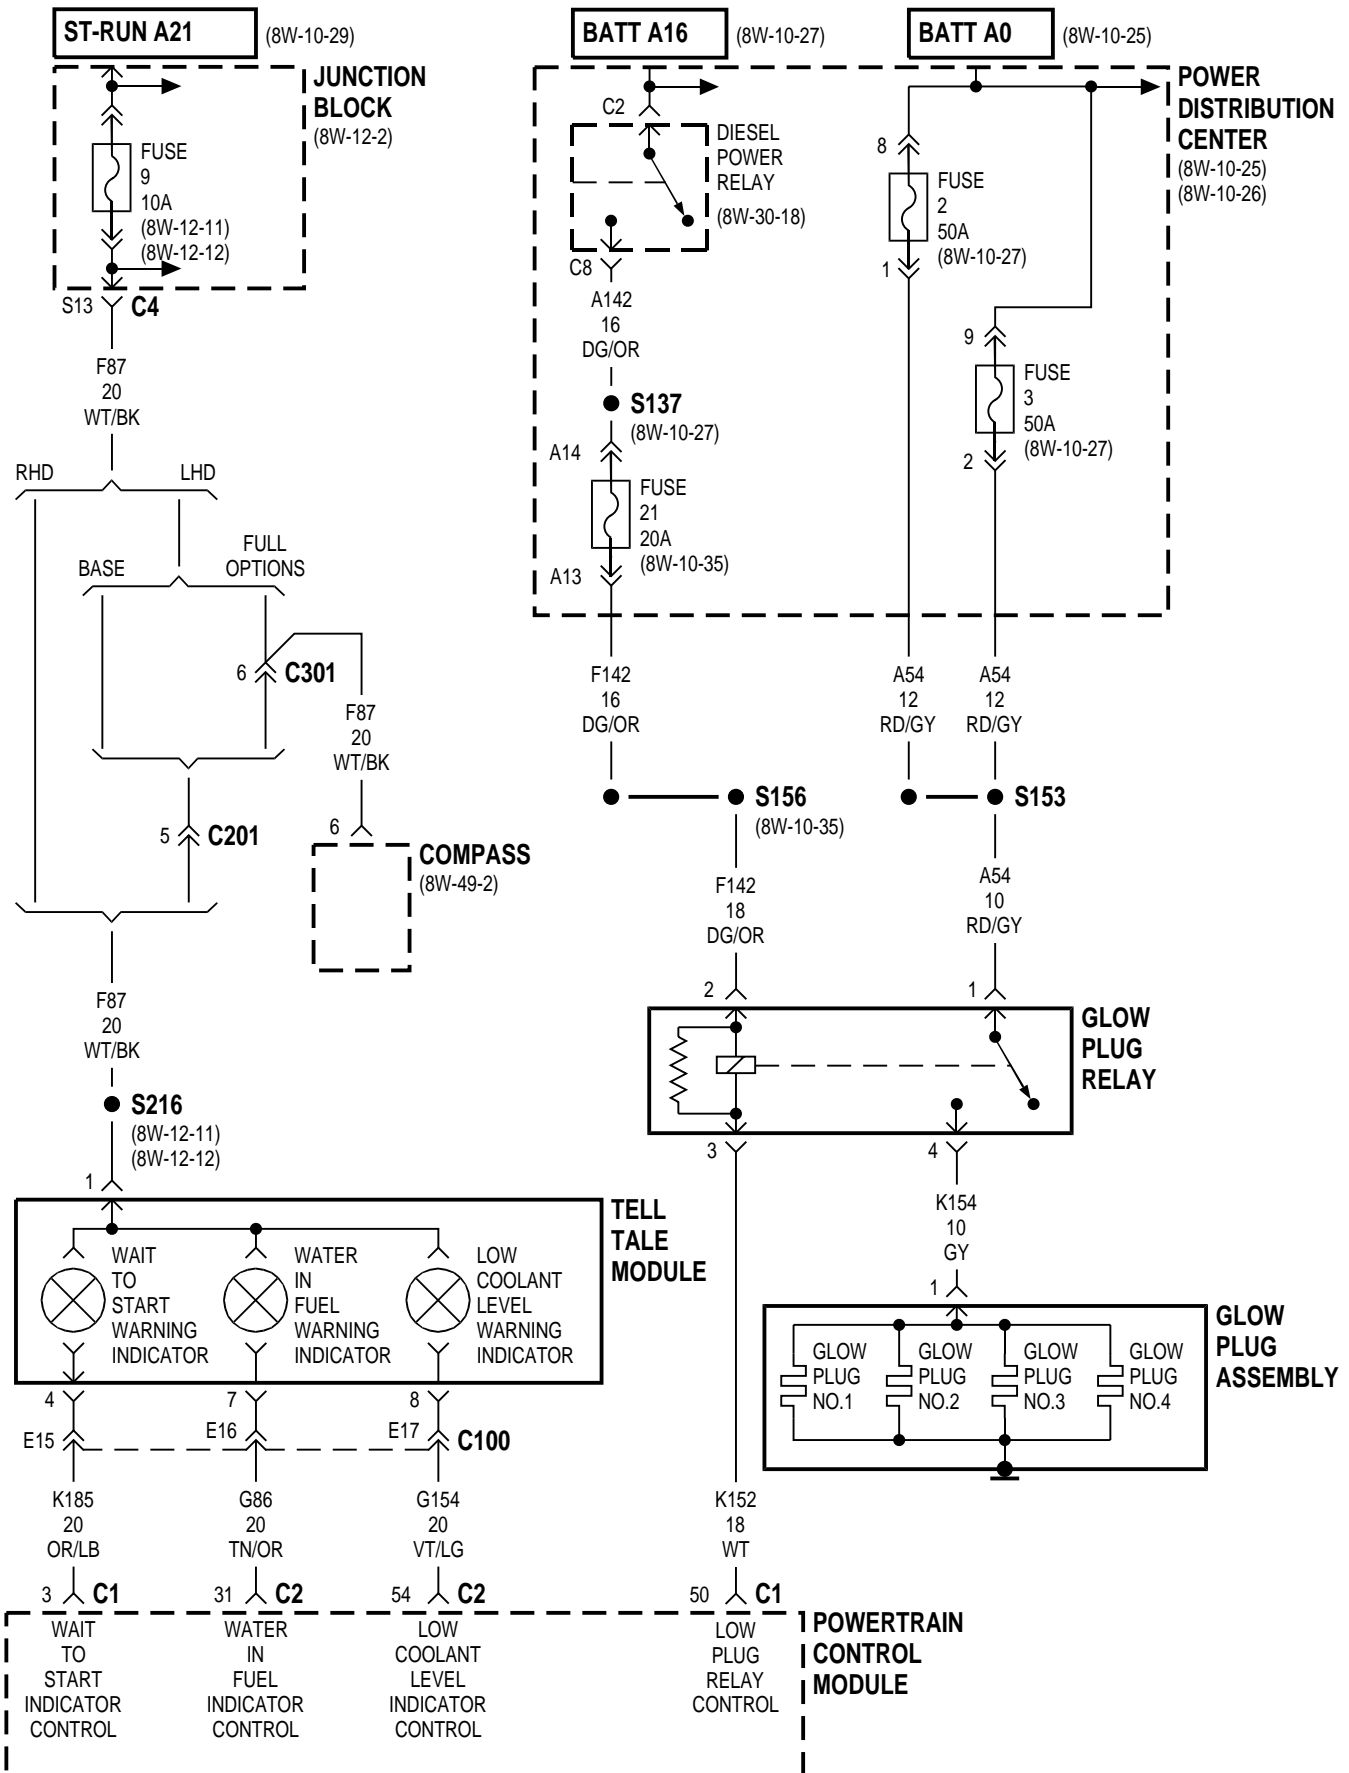 ST-RUN A21
(8W-10-29)
BATT A16
(8W-10-27)
BATT A0
(8W-10-25)
JUNCTION
BLOCK
(8W-12-2)
FUSE
9
10A
(8W-12-11)
(8W-12-12)
S13
C4
F87
20
WT/BK
RHD
LHD
BASE
FULL
OPTIONS
6
C301
F87
20
WT/BK
5
C201
6
COMPASS
(8W-49-2)
F87
20
WT/BK
S216
(8W-12-11)
(8W-12-12)
1
C2
DIESEL
POWER
RELAY
(8W-30-18)
C8
A142
16
DG/OR
S137
(8W-10-27)
A14
FUSE
21
20A
(8W-10-35)
A13
F142
16
DG/OR
S156
(8W-10-35)
F142
18
DG/OR
2
POWER
DISTRIBUTION
CENTER
(8W-10-25)
(8W-10-26)
8
FUSE
2
50A
(8W-10-27)
1
9
FUSE
3
50A
(8W-10-27)
2
A54
12
RD/GY
A54
12
RD/GY
S153
A54
10
RD/GY
1
GLOW
PLUG
RELAY
3
4
K154
10
GY
1
GLOW
PLUG
ASSEMBLY
GLOW
PLUG
NO.1
GLOW
PLUG
NO.2
GLOW
PLUG
NO.3
GLOW
PLUG
NO.4
TELL
TALE
MODULE
WAIT
TO
START
WARNING
INDICATOR
WATER
IN
FUEL
WARNING
INDICATOR
LOW
COOLANT
LEVEL
WARNING
INDICATOR
4
7
8
E15
E16
E17
C100
K185
20
OR/LB
G86
20
TN/OR
G154
20
VT/LG
K152
18
WT
3
C1
31
C2
54
C2
50
C1
POWERTRAIN
CONTROL
MODULE
WAIT
TO
START
INDICATOR
CONTROL
WATER
IN
FUEL
INDICATOR
CONTROL
LOW
COOLANT
LEVEL
INDICATOR
CONTROL
LOW
PLUG
RELAY
CONTROL